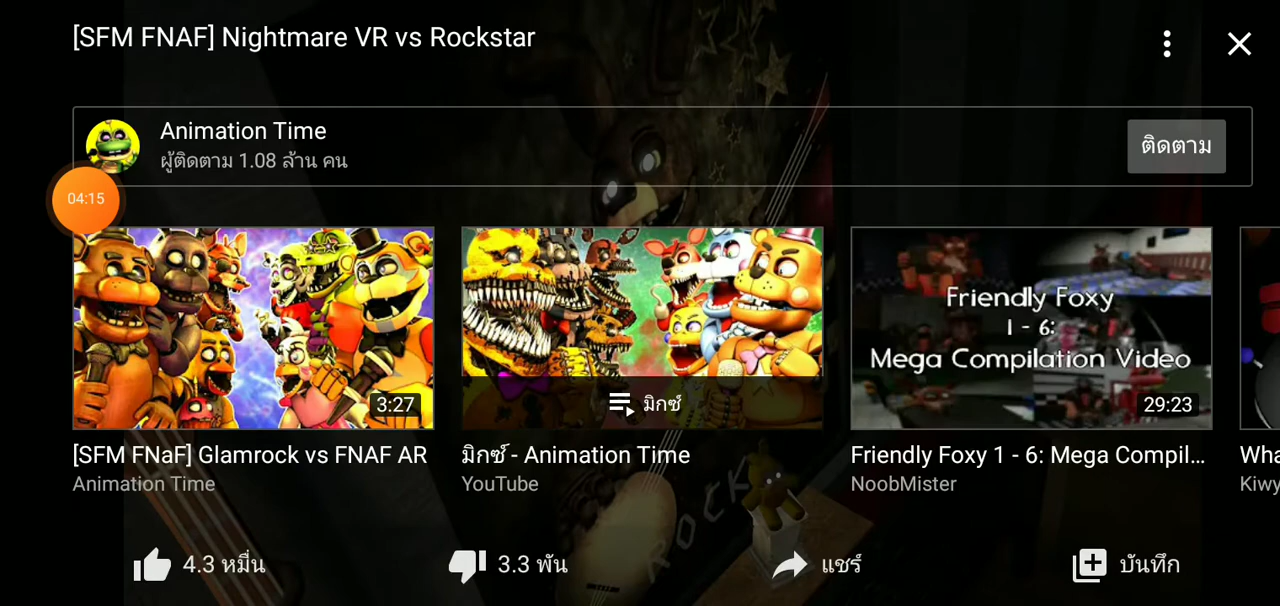 [SFM FNAF] Nightmare VR vs Rockstar
Animation Time
ผู้ติดตาม 1.08 ล้าน คน
ติดตาม
04:15
3:27
มิกซ์
Friendly Foxy
1 - 6:
Mega Compilation Video
29:23
[SFM FNaF] Glamrock vs FNAF AR
Animation Time
มิกซ์ - Animation Time
YouTube
Friendly Foxy 1 - 6: Mega Compil...
NoobMister
Wha
Kiwy
ROCK
4.3 หมื่น
3.3 พัน
แชร์
บันทึก